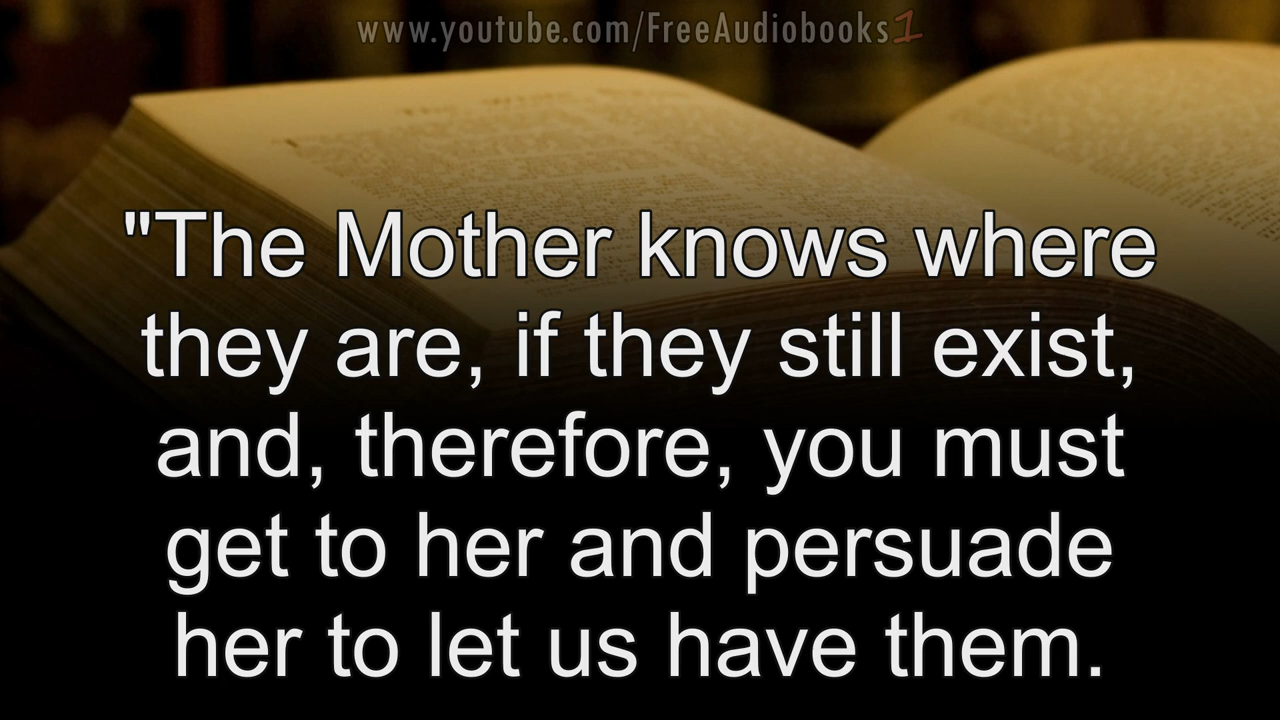 www.youtube.com/FreeAudiobooks1
"The Mother knows where
they are, if they still exist,
and, therefore, you must
get to her and persuade
her to let us have them.